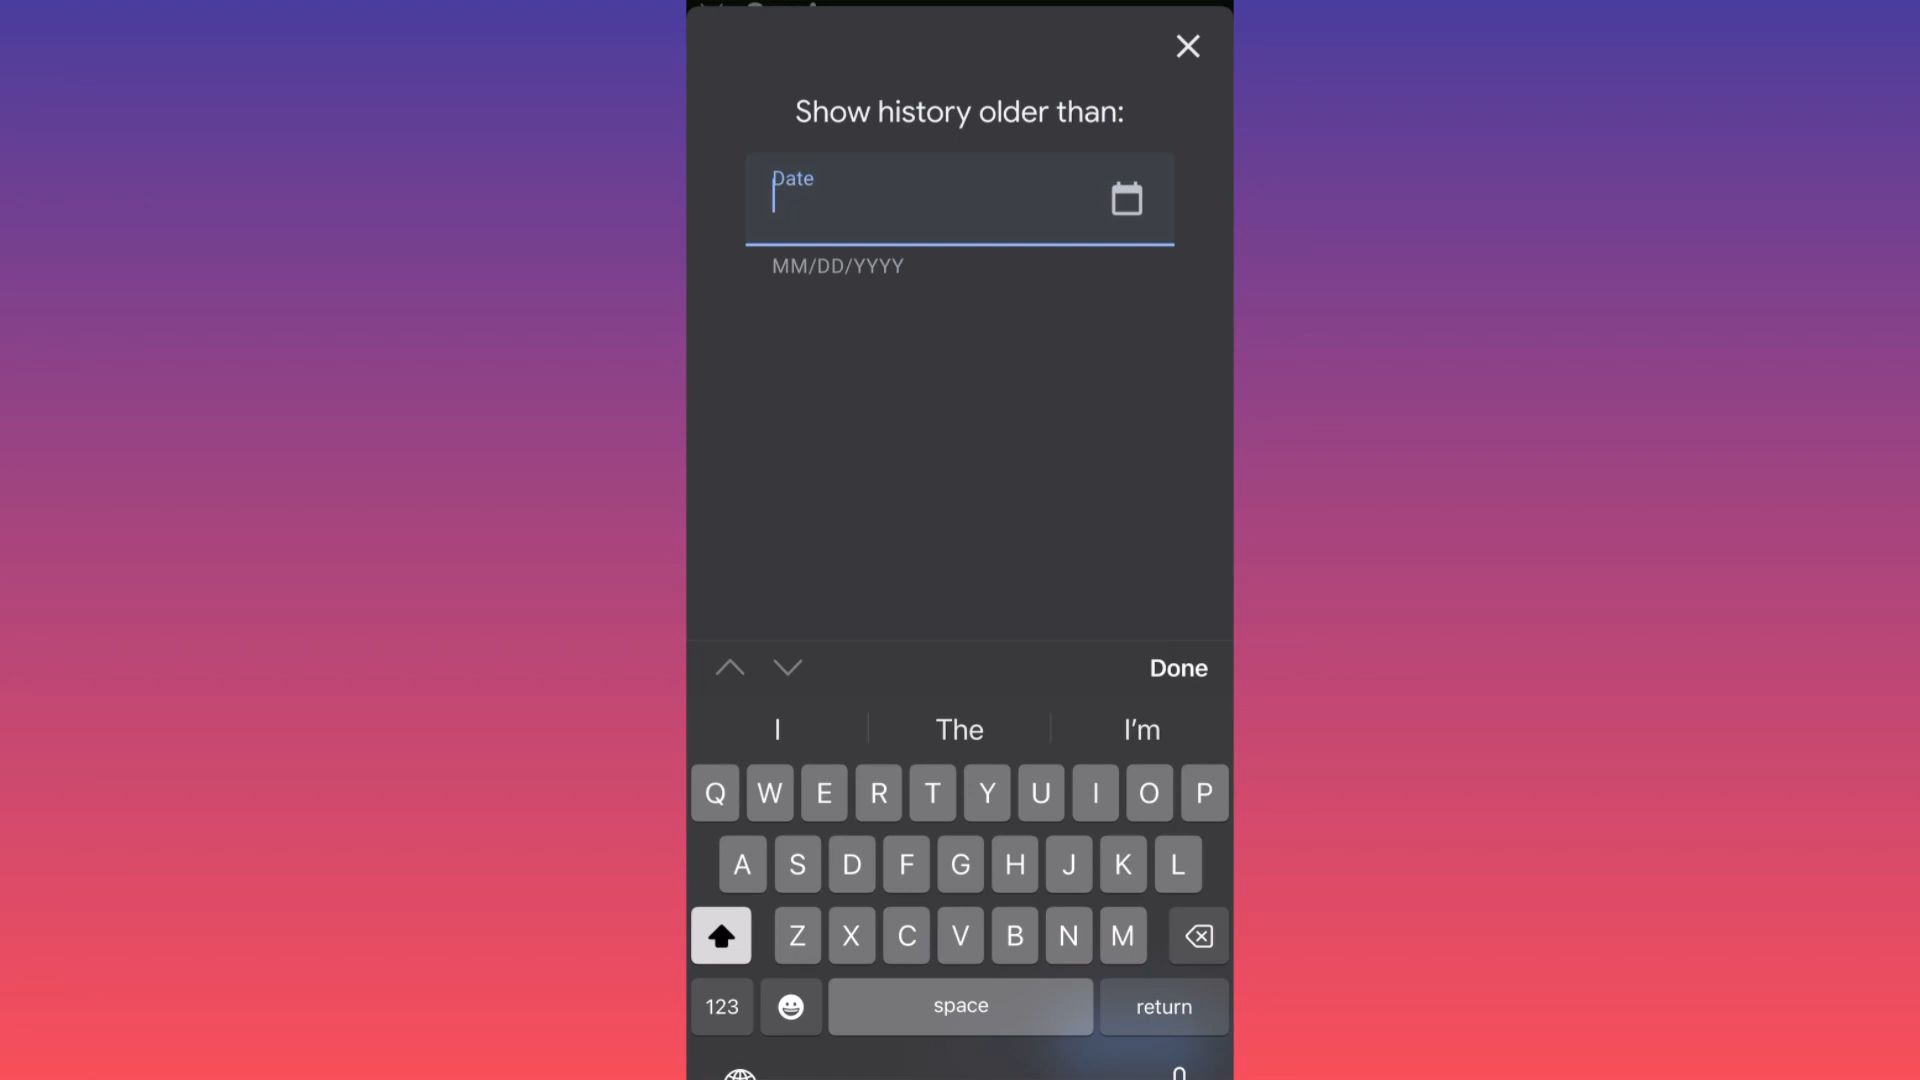 Show history older than:
Date
MM/DD/YYYY
Done
I The I'm
Q W E R T Y U I O P
A S D F G H J K L
Z X C V B N M
123 space return